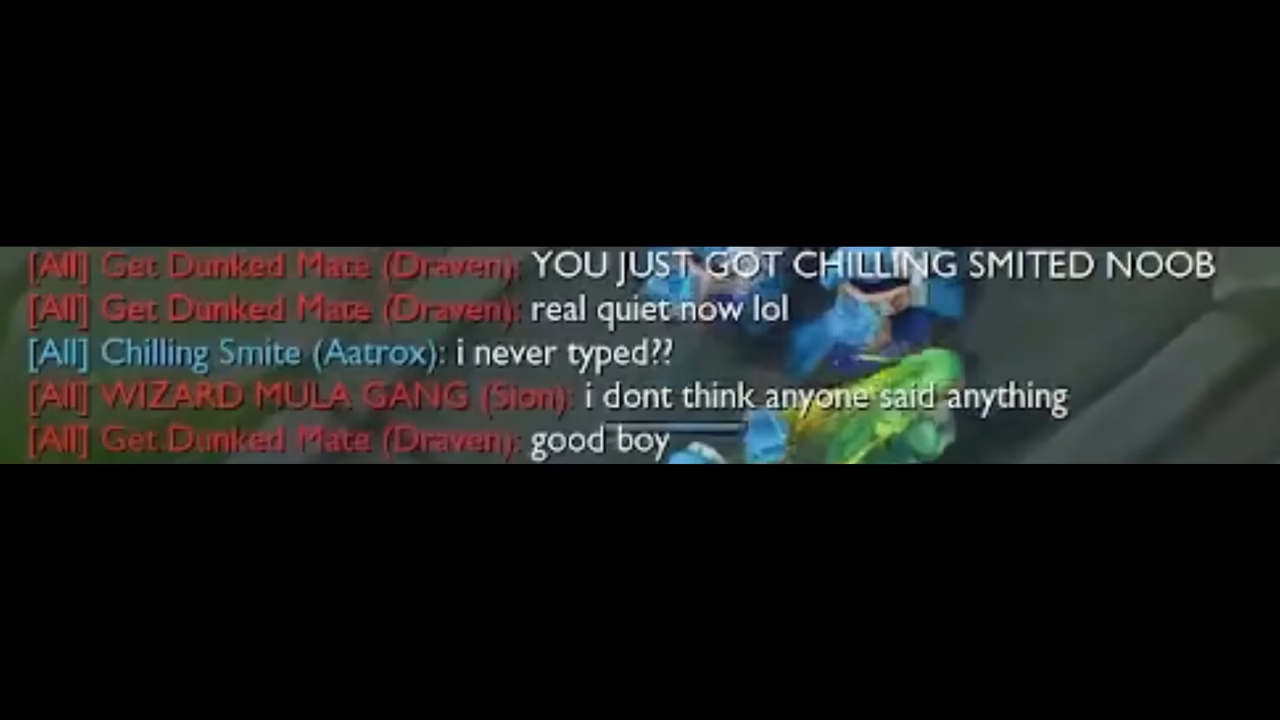 [All] Get Dunked Mate (Draven): YOU JUST GOT CHILLING SMITED NOOB
[All] Get Dunked Mate (Draven): real quiet now lol
[All] Chilling Smite (Aatrox): i never typed??
[All] WIZARD MULA GANG (Sion): i dont think anyone said anything
[All] Get Dunked Mate (Draven): good boy